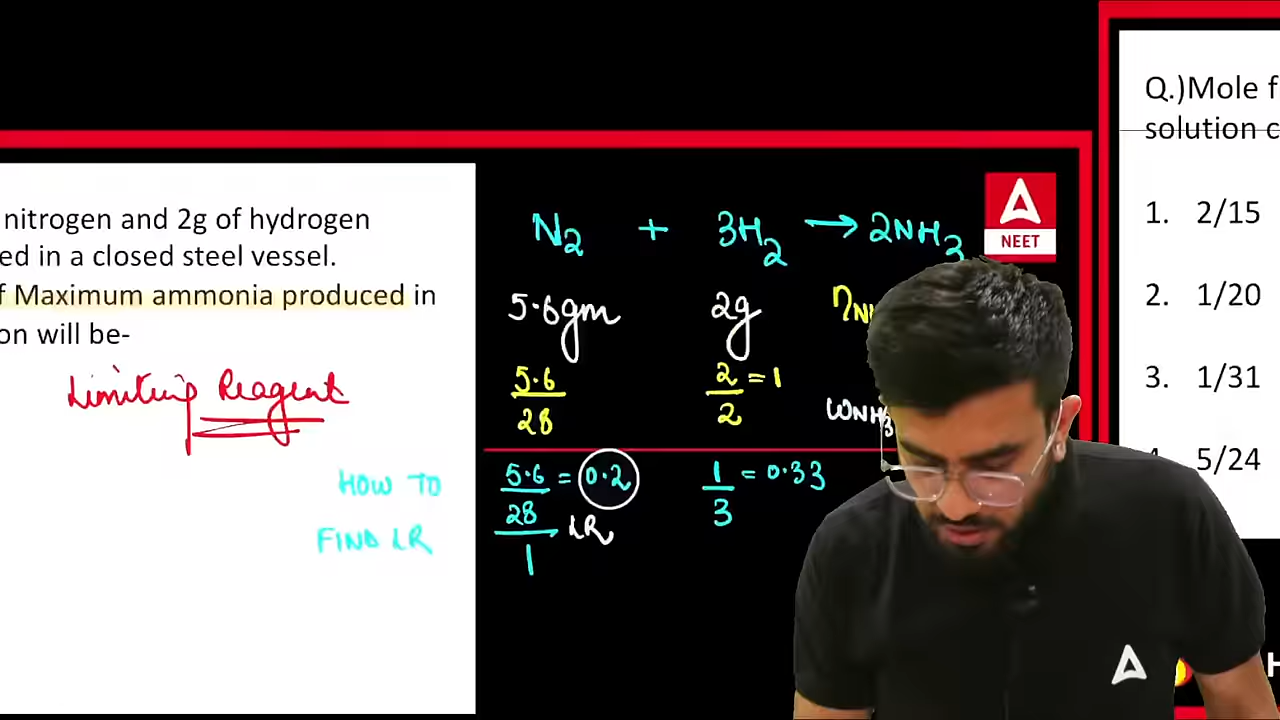 nitrogen and 2g of hydrogen
ed in a closed steel vessel.
f Maximum ammonia produced in
on will be-
Limiting Reagent
HOW TO
FIND LR
N2 + 3H2 → 2NH3
5.6gm 2g
5.6/28 2/2 = 1
5.6/28/1 = 0.2 1/3 = 0.33
LR
NEET
Q.)Mole f
solution c
1. 2/15
2. 1/20
3. 1/31
5/24